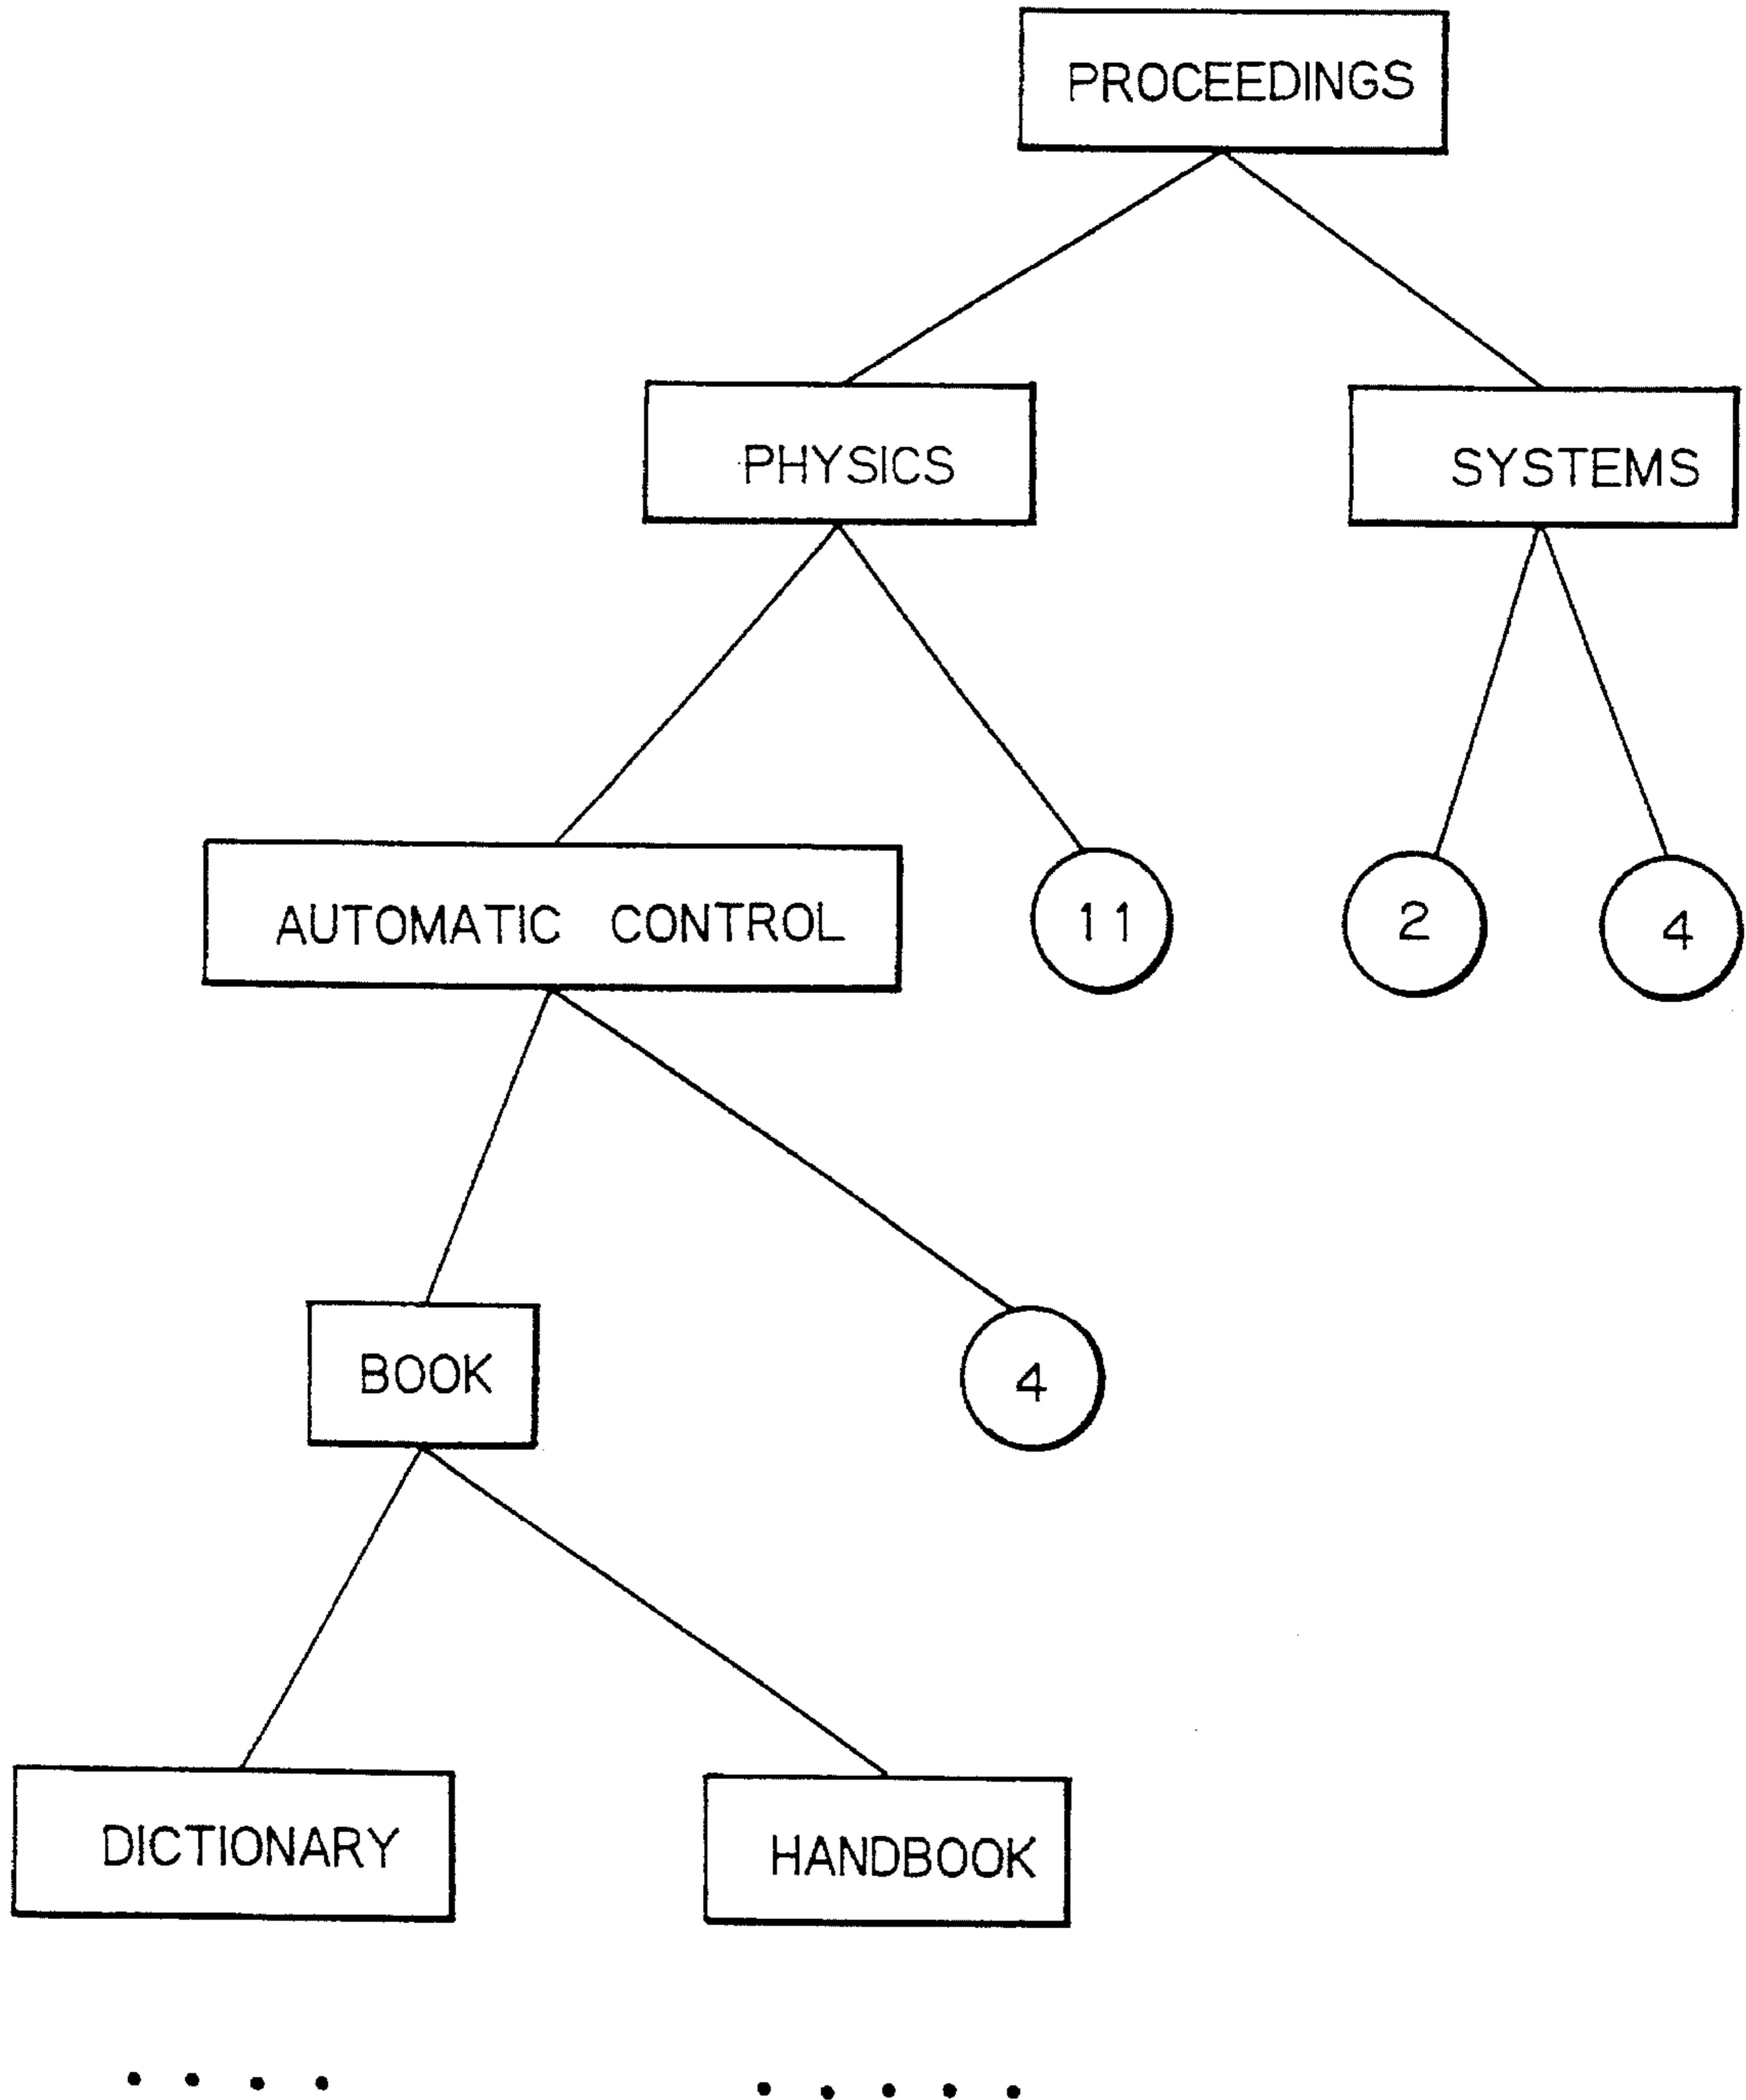 PROCEEDINGS
PHYSICS
SYSTEMS
AUTOMATIC CONTROL
11
2
4
BOOK
4
DICTIONARY
HANDBOOK
. . . .
. . . . .